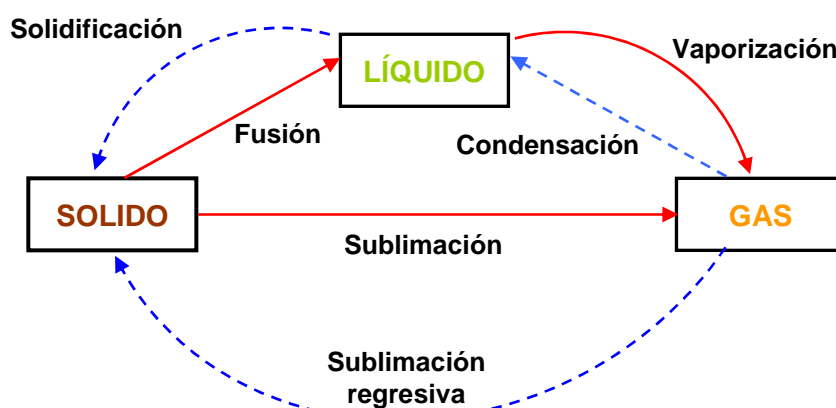 Solidificación
LÍQUIDO
Vaporización
Fusión
Condensación
SOLIDO
GAS
Sublimación
Sublimación
regresiva